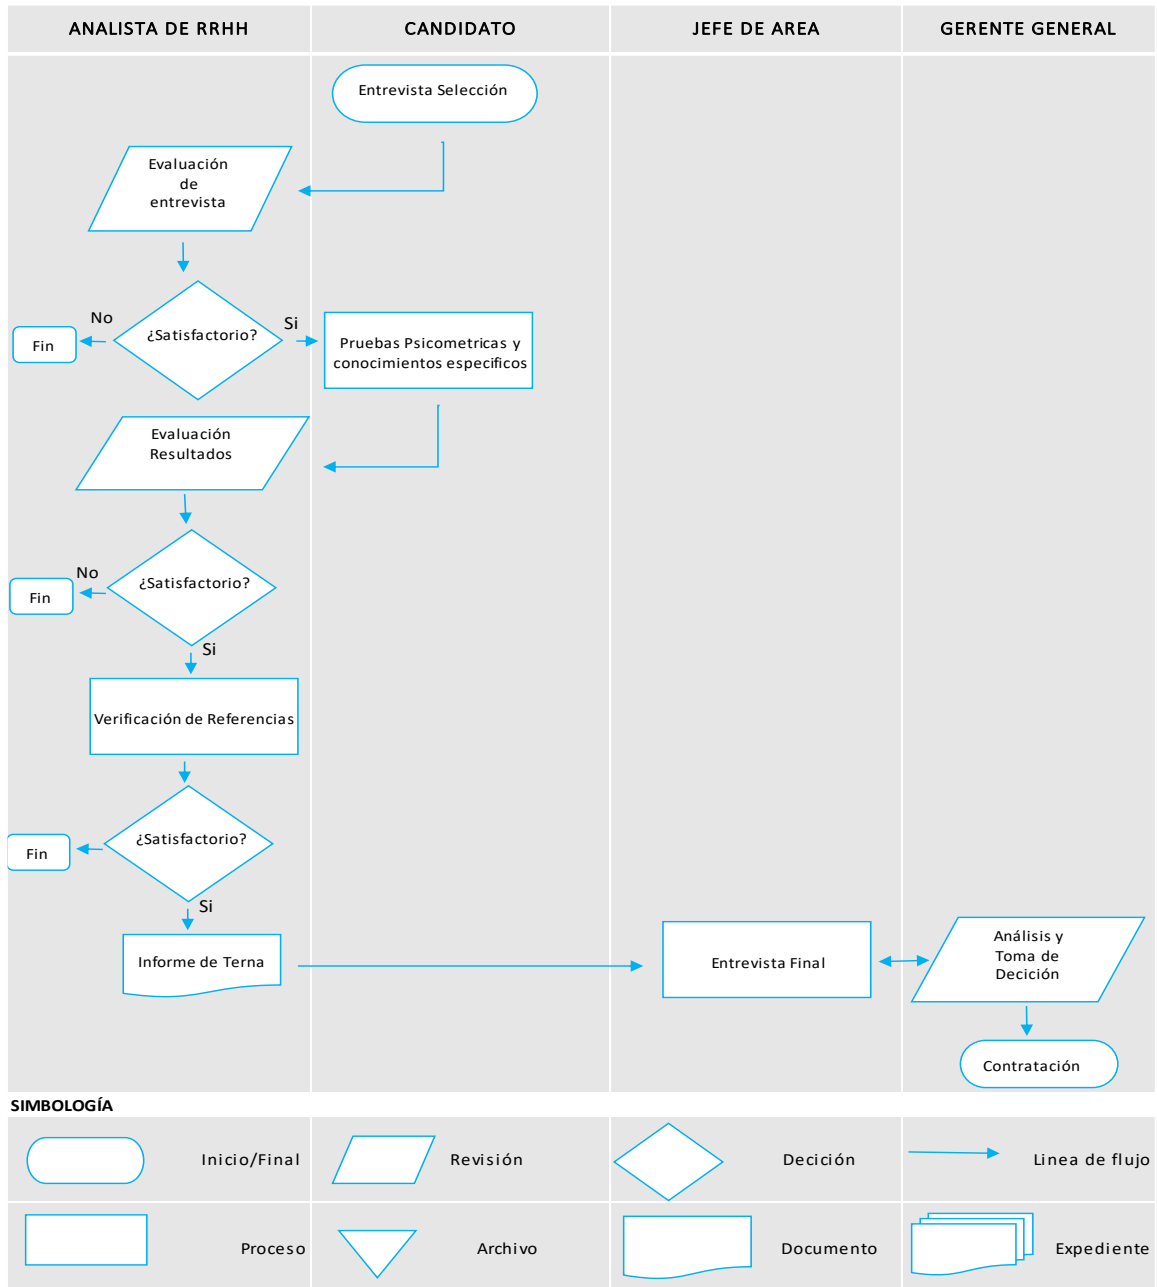 ANALISTA DE RRHH
CANDIDATO
JEFE DE AREA
GERENTE GENERAL
Entrevista Selección
Evaluación
de
entrevista
¿Satisfactorio?
No
Si
Fin
Pruebas Psicometricas y
conocimientos especificos
Evaluación
Resultados
¿Satisfactorio?
No
Fin
Si
Verificación de Referencias
¿Satisfactorio?
Fin
Si
Informe de Terna
Entrevista Final
Análisis y
Toma de
Decición
Contratación
SIMBOLOGÍA
Inicio/Final
Revisión
Decición
Linea de flujo
Proceso
Archivo
Documento
Expediente